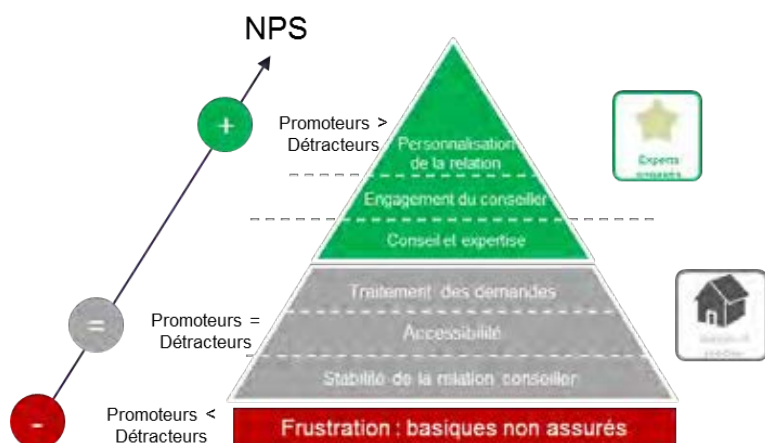 NPS
+
Promoteurs >
Détracteurs
Personnalisation
de la relation
Experts
engagés
Engagement du conseiller
Conseil et expertise
Traitement des demandes
=
Promoteurs =
Détracteurs
Accessibilité
Stabilité de la relation conseiller
-
Promoteurs <
Détracteurs
Frustration : basiques non assurés